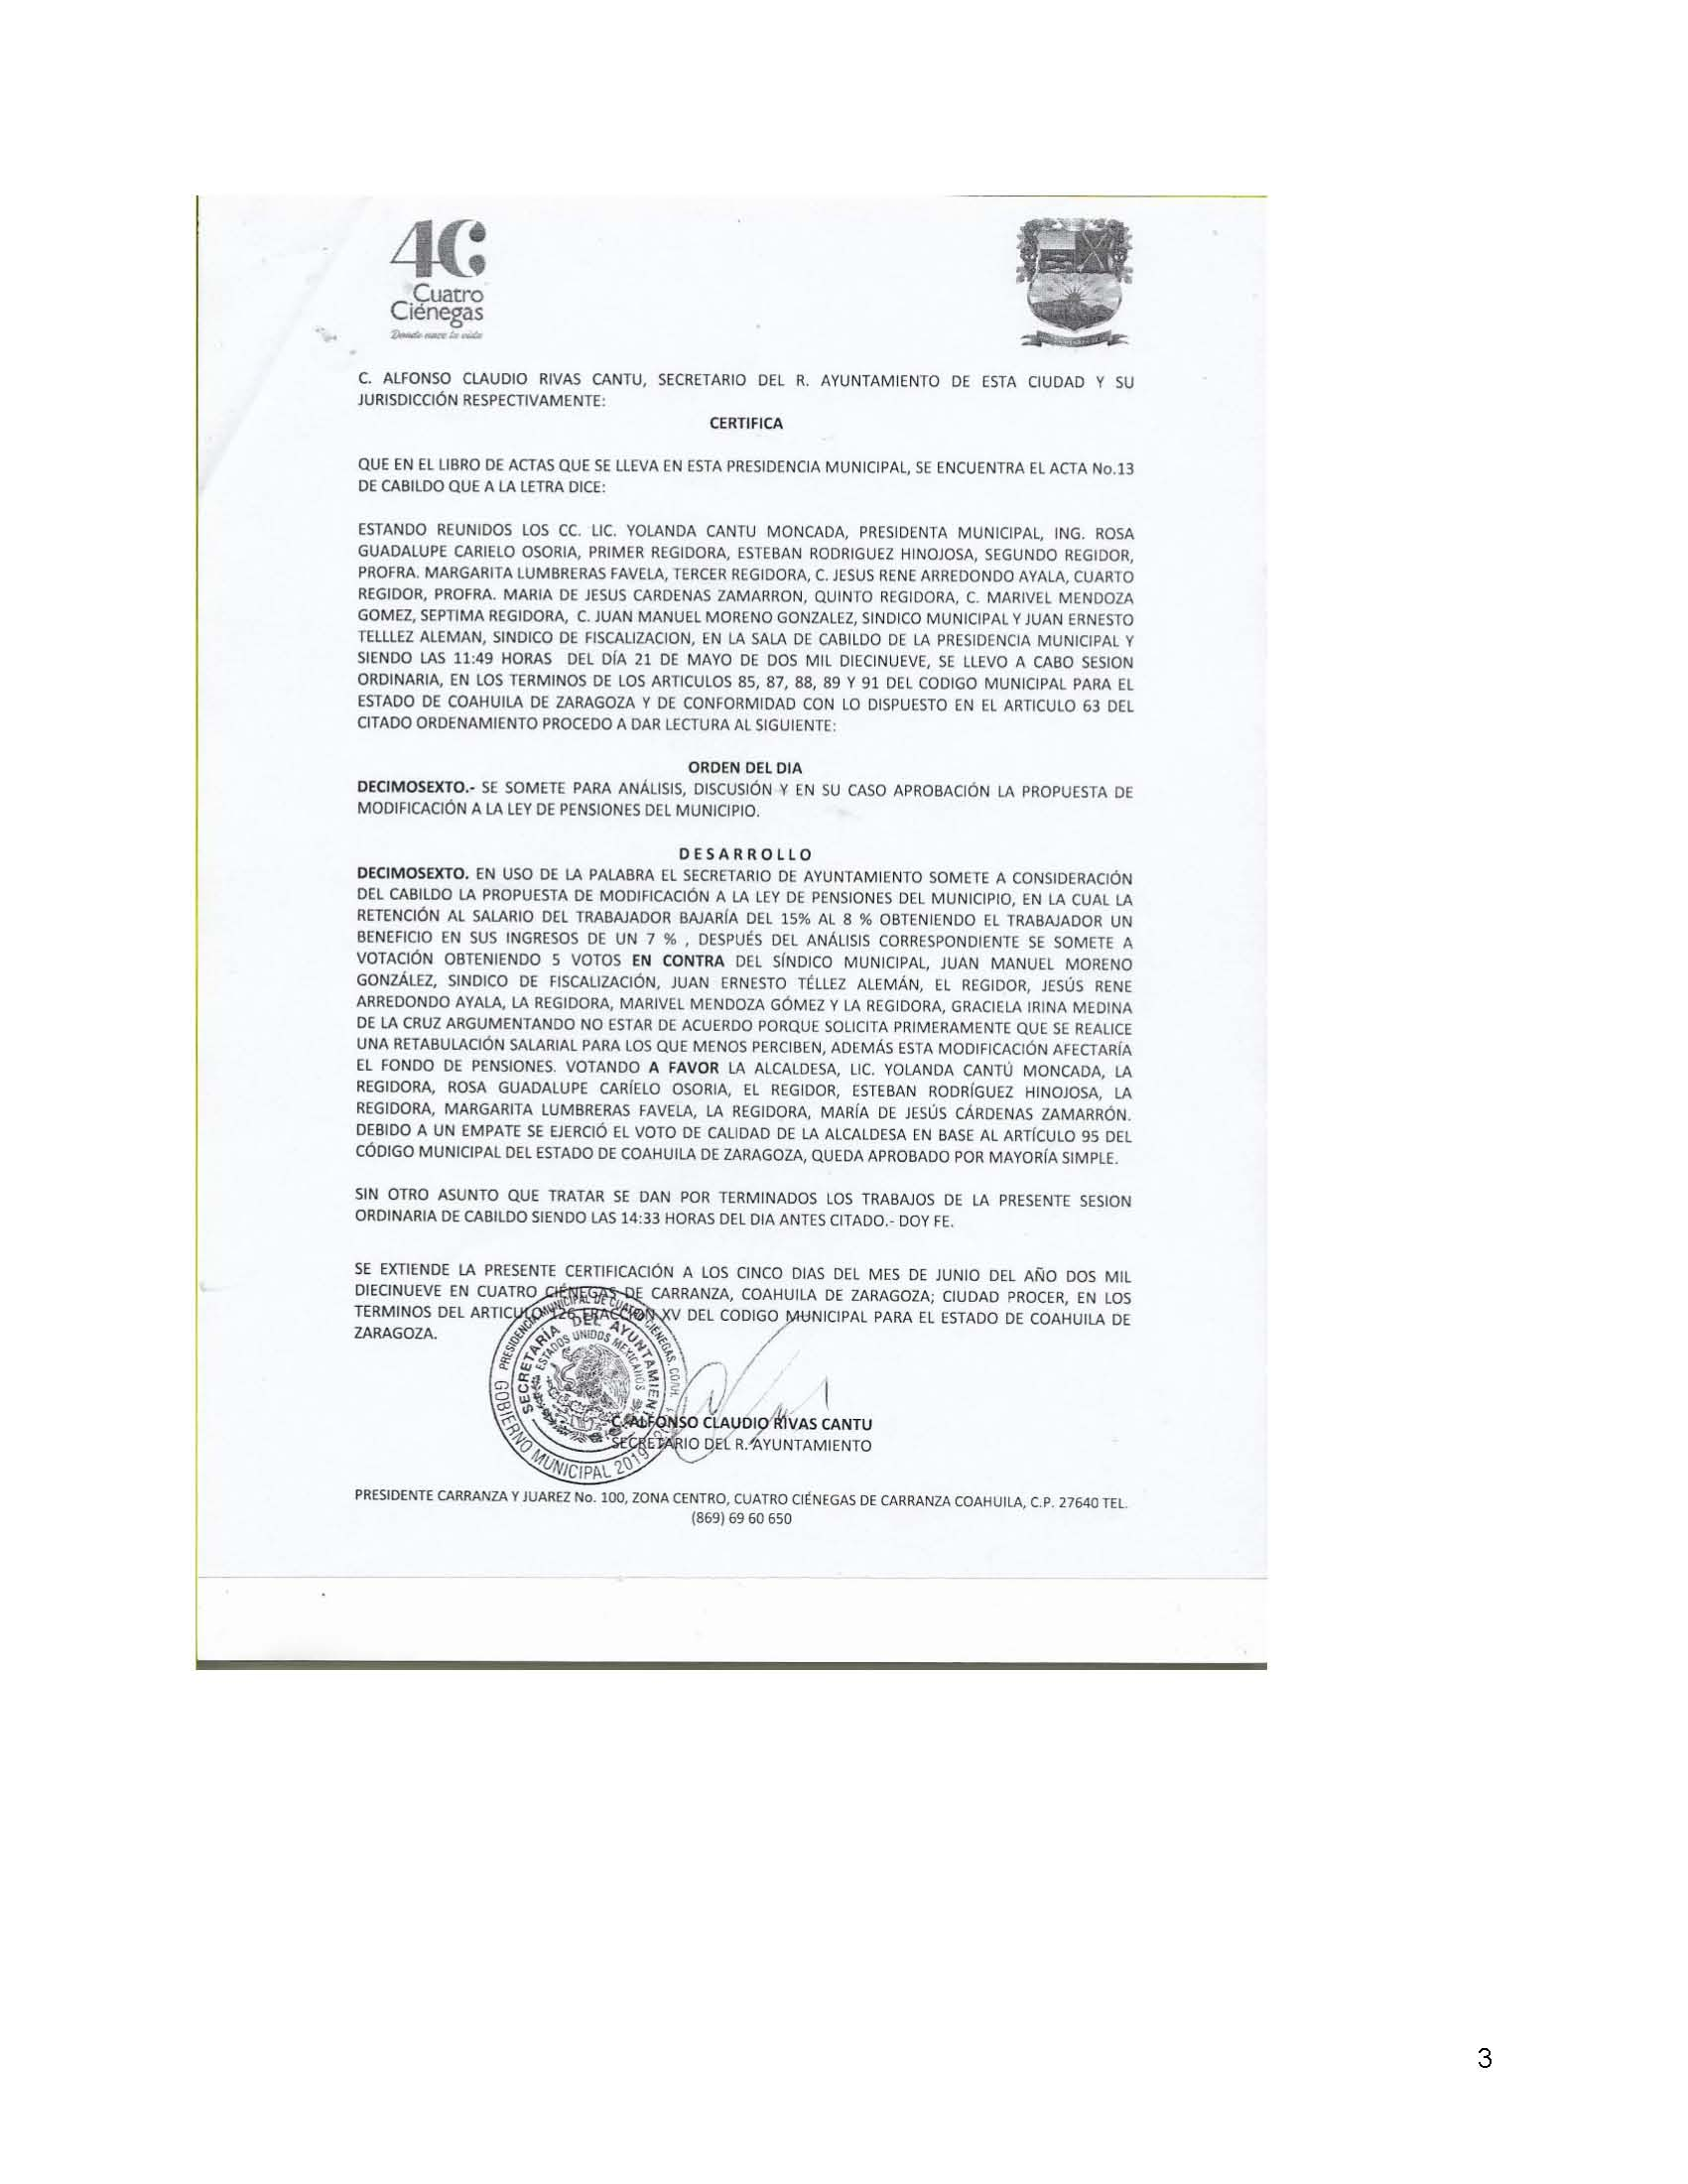 4C
Cuatro
Ciénegas
Donde nace la vida
C. ALFONSO CLAUDIO RIVAS CANTU, SECRETARIO DEL R. AYUNTAMIENTO DE ESTA CIUDAD Y SU
JURISDICCIÓN RESPECTIVAMENTE:
CERTIFICA
QUE EN EL LIBRO DE ACTAS QUE SE LLEVA EN ESTA PRESIDENCIA MUNICIPAL, SE ENCUENTRA EL ACTA No.13
DE CABILDO QUE A LA LETRA DICE:
ESTANDO REUNIDOS LOS CC. LIC. YOLANDA CANTU MONCADA, PRESIDENTA MUNICIPAL, ING. ROSA
GUADALUPE CARIELO OSORIA, PRIMER REGIDORA, ESTEBAN RODRIGUEZ HINOJOSA, SEGUNDO REGIDOR,
PROFRA. MARGARITA LUMBRERAS FAVELA, TERCER REGIDORA, C. JESUS RENE ARREDONDO AYALA, CUARTO
REGIDOR, PROFRA. MARIA DE JESUS CARDENAS ZAMARRON, QUINTO REGIDORA, C. MARIVEL MENDOZA
GOMEZ, SEPTIMA REGIDORA, C. JUAN MANUEL MORENO GONZALEZ, SINDICO MUNICIPAL Y JUAN ERNESTO
TELLLEZ ALEMAN, SINDICO DE FISCALIZACION, EN LA SALA DE CABILDO DE LA PRESIDENCIA MUNICIPAL Y
SIENDO LAS 11:49 HORAS DEL DÍA 21 DE MAYO DE DOS MIL DIECINUEVE, SE LLEVO A CABO SESION
ORDINARIA, EN LOS TERMINOS DE LOS ARTICULOS 85, 87, 88, 89 Y 91 DEL CODIGO MUNICIPAL PARA EL
ESTADO DE COAHUILA DE ZARAGOZA Y DE CONFORMIDAD CON LO DISPUESTO EN EL ARTICULO 63 DEL
CITADO ORDENAMIENTO PROCEDO A DAR LECTURA AL SIGUIENTE:
ORDEN DEL DIA
DECIMOSEXTO.- SE SOMETE PARA ANÁLISIS, DISCUSIÓN Y EN SU CASO APROBACIÓN LA PROPUESTA DE
MODIFICACIÓN A LA LEY DE PENSIONES DEL MUNICIPIO.
DESARROLLO
DECIMOSEXTO. EN USO DE LA PALABRA EL SECRETARIO DE AYUNTAMIENTO SOMETE A CONSIDERACIÓN
DEL CABILDO LA PROPUESTA DE MODIFICACIÓN A LA LEY DE PENSIONES DEL MUNICIPIO, EN LA CUAL LA
RETENCIÓN AL SALARIO DEL TRABAJADOR BAJARÍA DEL 15% AL 8 % OBTENIENDO EL TRABAJADOR UN
BENEFICIO EN SUS INGRESOS DE UN 7 % , DESPUÉS DEL ANÁLISIS CORRESPONDIENTE SE SOMETE A
VOTACIÓN OBTENIENDO 5 VOTOS EN CONTRA DEL SÍNDICO MUNICIPAL, JUAN MANUEL MORENO
GONZÁLEZ, SINDICO DE FISCALIZACIÓN, JUAN ERNESTO TÉLLEZ ALEMÁN, EL REGIDOR, JESÚS RENE
ARREDONDO AYALA, LA REGIDORA, MARIVEL MENDOZA GÓMEZ Y LA REGIDORA, GRACIELA IRINA MEDINA
DE LA CRUZ ARGUMENTANDO NO ESTAR DE ACUERDO PORQUE SOLICITA PRIMERAMENTE QUE SE REALICE
UNA RETABULACIÓN SALARIAL PARA LOS QUE MENOS PERCIBEN, ADEMÁS ESTA MODIFICACIÓN AFECTARÍA
EL FONDO DE PENSIONES. VOTANDO A FAVOR LA ALCALDESA, LIC. YOLANDA CANTÚ MONCADA, LA
REGIDORA, ROSA GUADALUPE CARÍELO OSORIA, EL REGIDOR, ESTEBAN RODRÍGUEZ HINOJOSA, LA
REGIDORA, MARGARITA LUMBRERAS FAVELA, LA REGIDORA, MARÍA DE JESÚS CÁRDENAS ZAMARRÓN.
DEBIDO A UN EMPATE SE EJERCIÓ EL VOTO DE CALIDAD DE LA ALCALDESA EN BASE AL ARTÍCULO 95 DEL
CÓDIGO MUNICIPAL DEL ESTADO DE COAHUILA DE ZARAGOZA, QUEDA APROBADO POR MAYORÍA SIMPLE.
SIN OTRO ASUNTO QUE TRATAR SE DAN POR TERMINADOS LOS TRABAJOS DE LA PRESENTE SESION
ORDINARIA DE CABILDO SIENDO LAS 14:33 HORAS DEL DIA ANTES CITADO.- DOY FE.
SE EXTIENDE LA PRESENTE CERTIFICACIÓN A LOS CINCO DIAS DEL MES DE JUNIO DEL AÑO DOS MIL
DIECINUEVE EN CUATRO CIÉNEGAS DE CARRANZA, COAHUILA DE ZARAGOZA; CIUDAD PROCER, EN LOS
TERMINOS DEL ARTICULO 126 FRACCION XV DEL CODIGO MUNICIPAL PARA EL ESTADO DE COAHUILA DE
ZARAGOZA.
PRESIDENCIA MUNICIPAL DE CUATRO CIENEGAS, COAH.
SECRETARÍA DEL AYUNTAMIENTO
ESTADOS UNIDOS MEXICANOS
GOBIERNO MUNICIPAL 2019
C. ALFONSO CLAUDIO RIVAS CANTU
SECRETARIO DEL R. AYUNTAMIENTO
PRESIDENTE CARRANZA Y JUAREZ No. 100, ZONA CENTRO, CUATRO CIÉNEGAS DE CARRANZA COAHUILA, C.P. 27640 TEL.
(869) 69 60 650
3